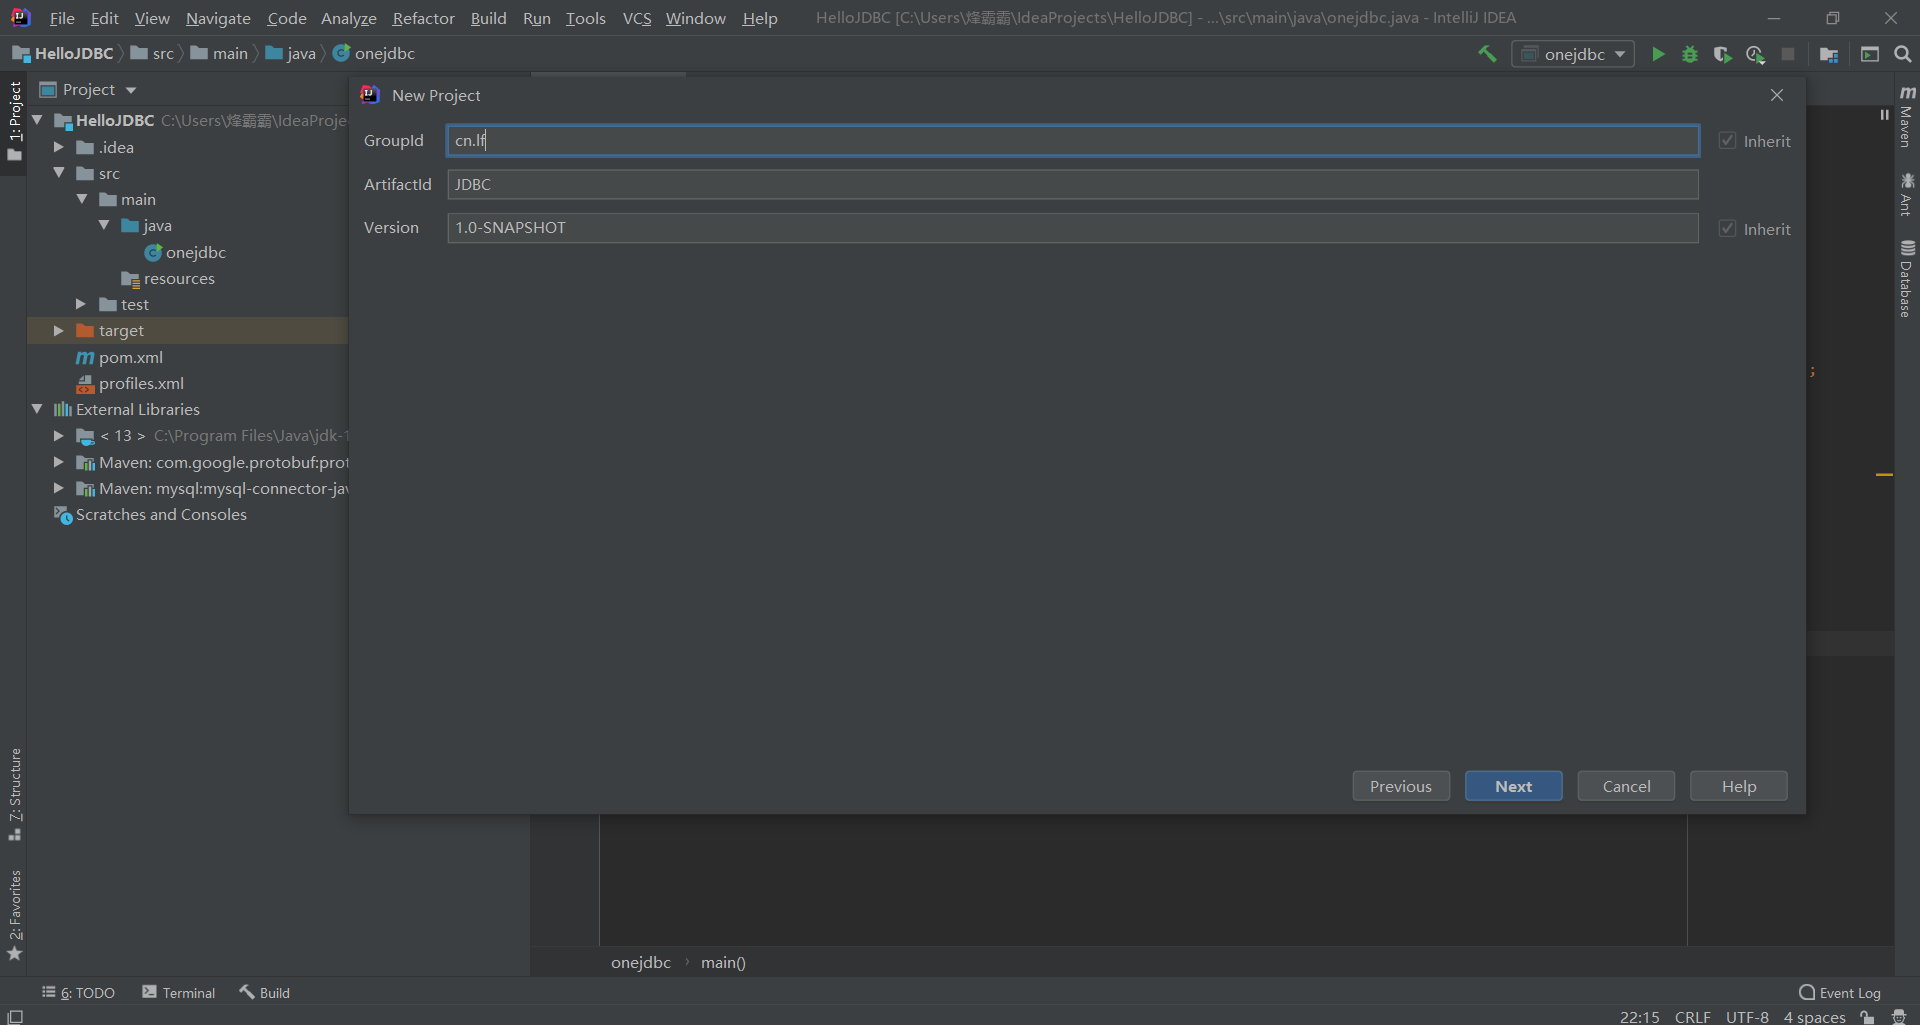 File Edit View Navigate Code Analyze Refactor Build Run Tools VCS Window Help HelloJDBC [C:\Users\烽霸霸\IdeaProjects\HelloJDBC] - ...\src\main\java\onejdbc.java - IntelliJ IDEA
HelloJDBC src main java onejdbc onejdbc
1: Project
Project
HelloJDBC C:\Users\烽霸霸\IdeaProje
.idea
src
main
java
onejdbc
resources
test
target
pom.xml
profiles.xml
External Libraries
< 13 > C:\Program Files\Java\jdk-1
Maven: com.google.protobuf:prot
Maven: mysql:mysql-connector-jav
Scratches and Consoles
New Project
GroupId cn.lf Inherit
ArtifactId JDBC
Version 1.0-SNAPSHOT Inherit
Previous Next Cancel Help
;
Maven
Ant
Database
7: Structure
2: Favorites
onejdbc › main()
6: TODO Terminal Build Event Log
22:15 CRLF UTF-8 4 spaces